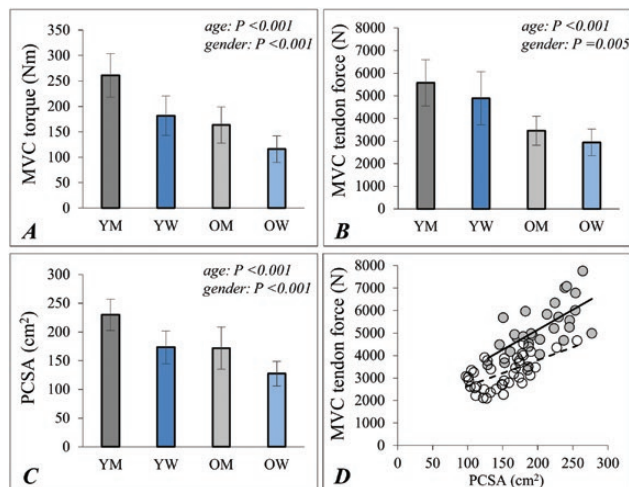 age: P <0.001
gender: P <0.001
MVC torque (Nm)
350
300
250
200
150
100
50
0
YM YW OM OW
A
age: P <0.001
gender: P =0.005
MVC tendon force (N)
8000
7000
6000
5000
4000
3000
2000
1000
0
YM YW OM OW
B
age: P <0.001
gender: P <0.001
PCSA (cm²)
300
250
200
150
100
50
0
YM YW OM OW
C
MVC tendon force (N)
8000
7000
6000
5000
4000
3000
2000
1000
0
0 50 100 150 200 250 300
PCSA (cm²)
D